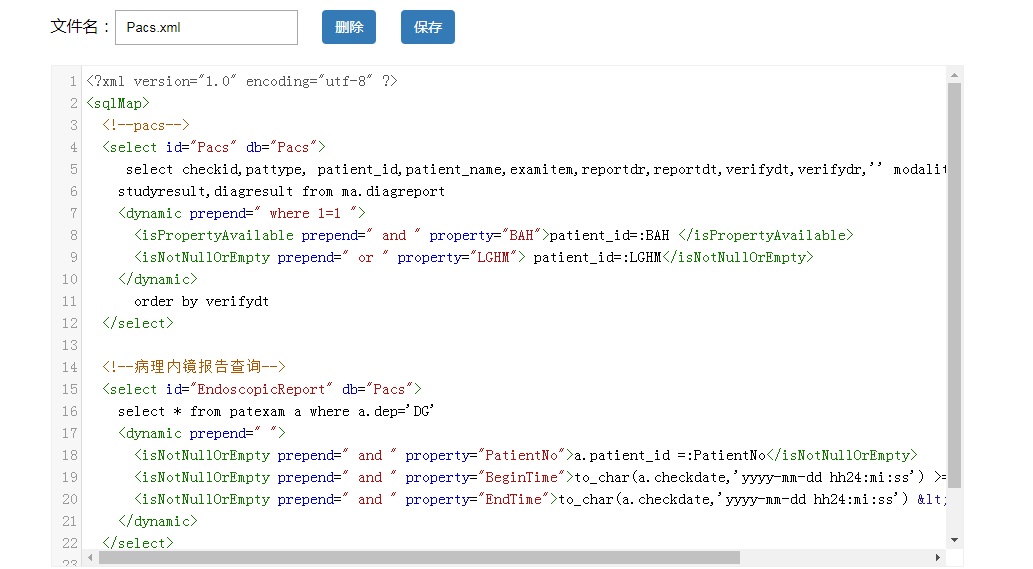 文件名： Pacs.xml 删除 保存
1 <?xml version="1.0" encoding="utf-8" ?>
2 <sqlMap>
3 <!--pacs-->
4 <select id="Pacs" db="Pacs">
5 select checkid,pattype, patient_id,patient_name,examitem,reportdr,reportdt,verifydt,verifydr,'' modalit
6 studyresult,diagresult from ma.diagreport
7 <dynamic prepend=" where 1=1 ">
8 <isPropertyAvailable prepend=" and " property="BAH">patient_id=:BAH </isPropertyAvailable>
9 <isNotNullOrEmpty prepend=" or " property="LGHM"> patient_id=:LGHM</isNotNullOrEmpty>
10 </dynamic>
11 order by verifydt
12 </select>
13
14 <!--病理内镜报告查询-->
15 <select id="EndoscopicReport" db="Pacs">
16 select * from patexam a where a.dep='DG'
17 <dynamic prepend=" ">
18 <isNotNullOrEmpty prepend=" and " property="PatientNo">a.patient_id =:PatientNo</isNotNullOrEmpty>
19 <isNotNullOrEmpty prepend=" and " property="BeginTime">to_char(a.checkdate,'yyyy-mm-dd hh24:mi:ss') >=
20 <isNotNullOrEmpty prepend=" and " property="EndTime">to_char(a.checkdate,'yyyy-mm-dd hh24:mi:ss') &lt;
21 </dynamic>
22 </select>
23